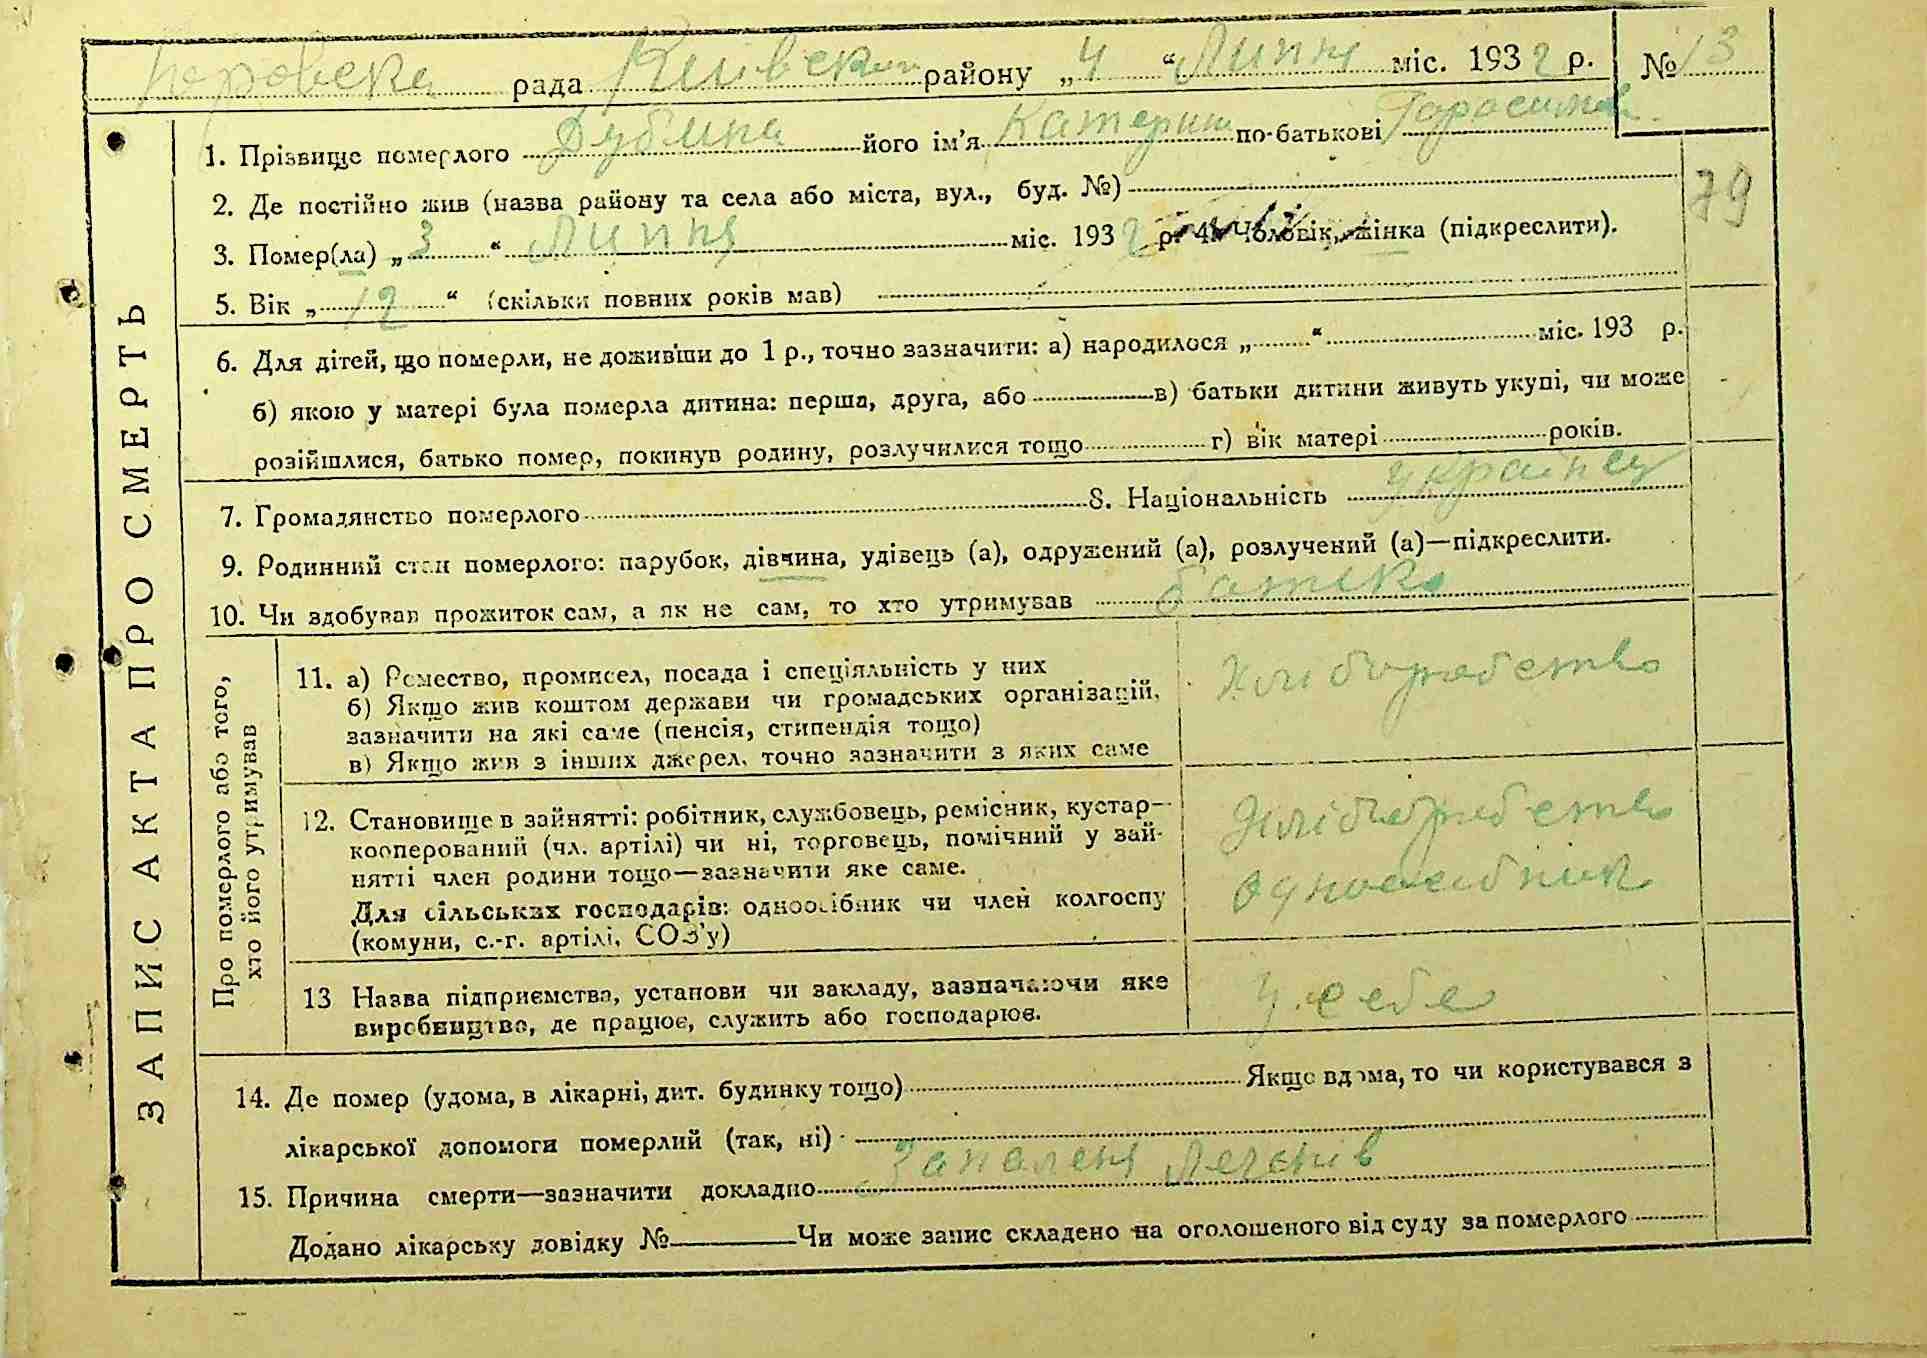 ЗАПИС АКТА ПРО СМЕРТЬ
рада Київськ району „4“ Липня міс. 1932 р. № 13
1. Прізвище померлого Дубина його ім'я Катерина по-батькові Гарасимів
79
2. Де постійно жив (назва району та села або міста, вул., буд. №)
3. Помер(ла) „3“ Липня міс. 1932 р. 4. Чоловік, жінка (підкреслити).
5. Вік „12“ (скільки повних років мав)
6. Для дітей, що померли, не доживши до 1 р., точно зазначити: а) народилося „ “ міс. 193 р.
б) якою у матері була померла дитина: перша, друга, або в) батьки дитини живуть укупі, чи може
розійшлися, батько помер, покинув родину, розлучилися тощо г) вік матері років.
7. Громадянство померлого 8. Національність українец
9. Родинний стан померлого: парубок, дівчина, удівець (а), одружений (а), розлучений (а)—підкреслити.
10. Чи здобував прожиток сам, а як не сам, то хто утримував батько
Про померлого або того,
хто його утримував
11. а) Ремество, промисел, посада і спеціяльність у них
б) Якщо жив коштом держави чи громадських організацій,
зазначити на які саме (пенсія, стипендія тощо)
в) Якщо жив з інших джерел, точно зазначити з яких саме
Хліборобство
12. Становище в зайнятті: робітник, службовець, ремісник, кустар—
кооперований (чл. артілі) чи ні, торговець, помічний у зай-
нятті член родини тощо—зазначити яке саме.
Для сільських господарів: одноосібник чи член колгоспу
(комуни, с.-г. артілі, СОЗ'у)
Хліборобство
одноосібник
13 Назва підприємства, установи чи закладу, зазначаючи яке
виробництво, де працює, служить або господарює.
У себе
14. Де помер (удома, в лікарні, дит. будинку тощо) Якщо вдома, то чи користувався з
лікарської допомоги померлий (так, ні)
15. Причина смерти—зазначити докладно Запаленя Легенів
Додано лікарську довідку № Чи може запис складено на оголошеного від суду за померлого